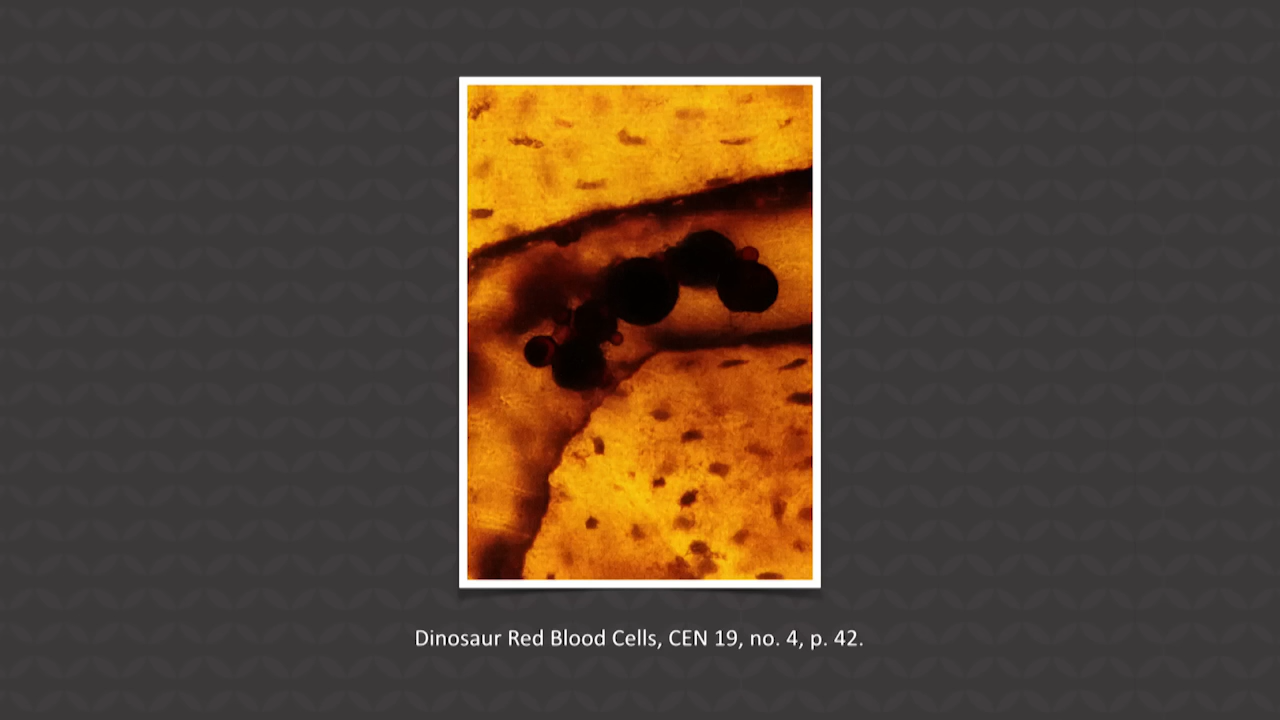 Dinosaur Red Blood Cells, CEN 19, no. 4, p. 42.